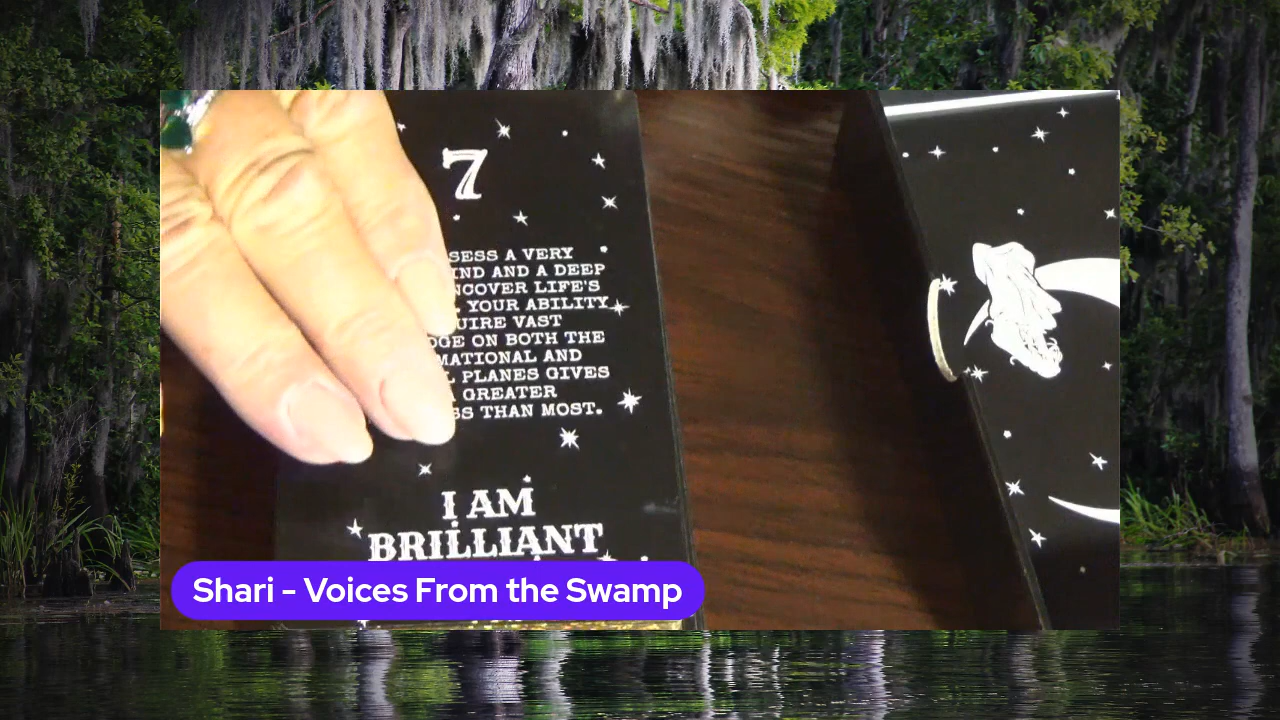 7
SESS A VERY
IND AND A DEEP
NCOVER LIFE'S
. YOUR ABILITY
UIRE VAST
DGE ON BOTH THE
MATIONAL AND
L PLANES GIVES
A GREATER
SS THAN MOST.
I AM
BRILLIANT
Shari - Voices From the Swamp